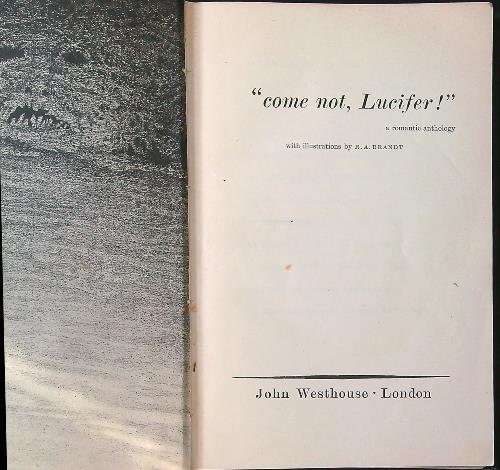 "come not, Lucifer!"
a romantic anthology
with illustrations by R. A. BRANDT
John Westhouse · London